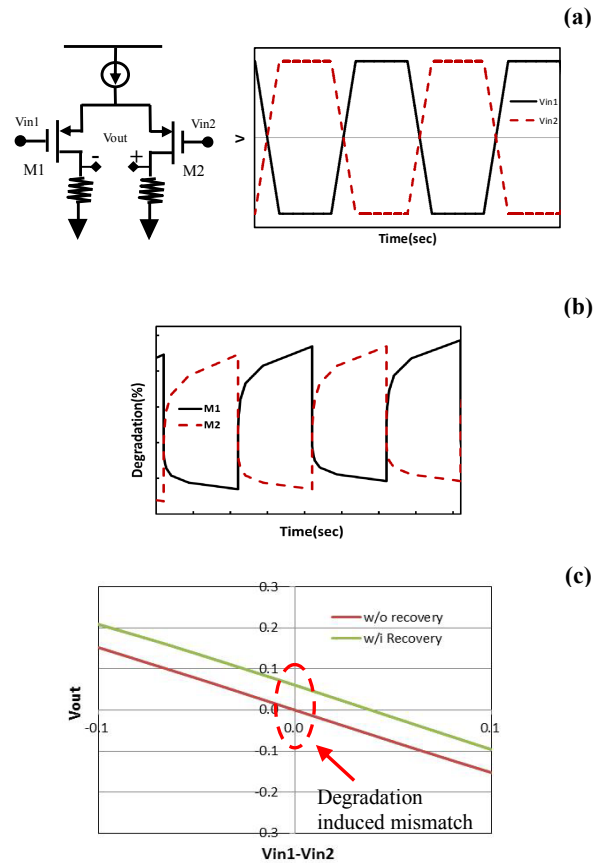 (a)
Vin1
Vin2
Vout
- +
M1
M2
V
Vin1
Vin2
Time(sec)
(b)
Degradation(%)
M1
M2
Time(sec)
(c)
0.3
0.2
0.1
0.0
-0.1
-0.2
-0.3
-0.1
0.0
0.1
w/o recovery
w/i Recovery
Vout
Degradation
induced mismatch
Vin1-Vin2